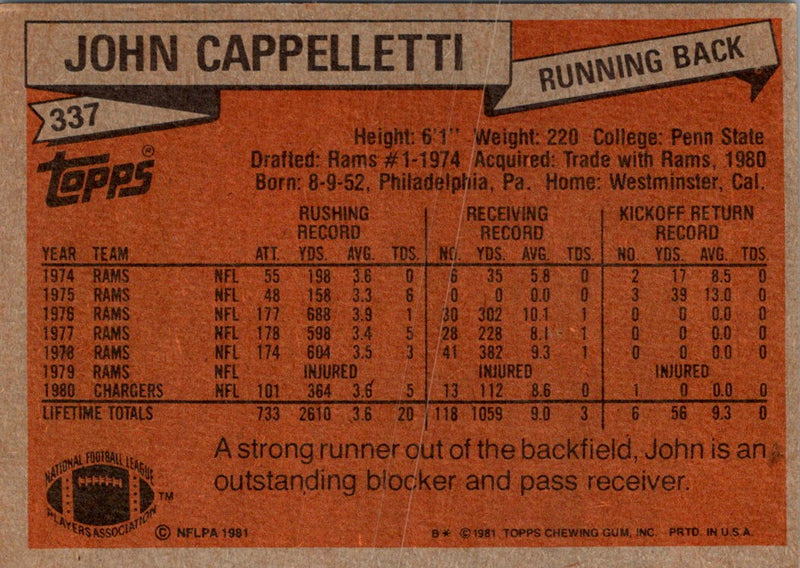 JOHN CAPPELLETTI
RUNNING BACK
337
Topps®
Height: 6'1" Weight: 220 College: Penn State
Drafted: Rams #1-1974 Acquired: Trade with Rams, 1980
Born: 8-9-52, Philadelphia, Pa. Home: Westminster, Cal.
RUSHING RECORD RECEIVING RECORD KICKOFF RETURN RECORD
YEAR TEAM ATT. YDS. AVG. TDS. NO. YDS. AVG. TDS. NO. YDS. AVG. TDS.
1974 RAMS NFL 55 198 3.6 0 6 35 5.8 0 2 17 8.5 0
1975 RAMS NFL 48 158 3.3 6 0 0 0.0 0 3 39 13.0 0
1976 RAMS NFL 177 688 3.9 1 30 302 10.1 1 0 0 0.0 0
1977 RAMS NFL 178 598 3.4 5 28 228 8.1 1 0 0 0.0 0
1978 RAMS NFL 174 604 3.5 3 41 382 9.3 1 0 0 0.0 0
1979 RAMS NFL INJURED INJURED INJURED
1980 CHARGERS NFL 101 364 3.6 5 13 112 8.6 0 1 0 0.0 0
LIFETIME TOTALS 733 2610 3.6 20 118 1059 9.0 3 6 56 9.3 0
A strong runner out of the backfield, John is an
outstanding blocker and pass receiver.
NATIONAL FOOTBALL LEAGUE
PLAYERS ASSOCIATION
TM
© NFLPA 1981
B* © 1981 TOPPS CHEWING GUM, INC. PRTD. IN U.S.A.